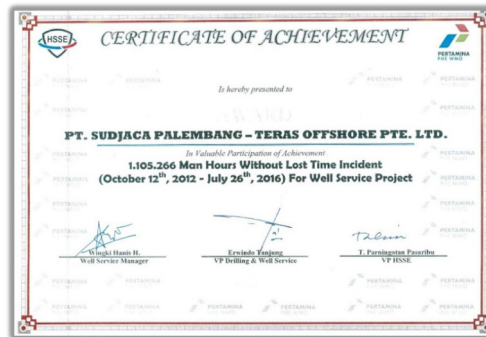 HSSE
CERTIFICATE OF ACHIEVEMENT
PERTAMINA
PHE WMO
Is hereby presented to
PT. SUDJACA PALEMBANG – TERAS OFFSHORE PTE. LTD.
In Valuable Participation of Achievement
1.105.266 Man Hours Without Lost Time Incident
(October 12th, 2012 - July 26th, 2016) For Well Service Project
Wingki Hanis H.
Well Service Manager
Erwindo Tanjung
VP Drilling & Well Service
T. Parningotan Pasaribu
VP HSSE